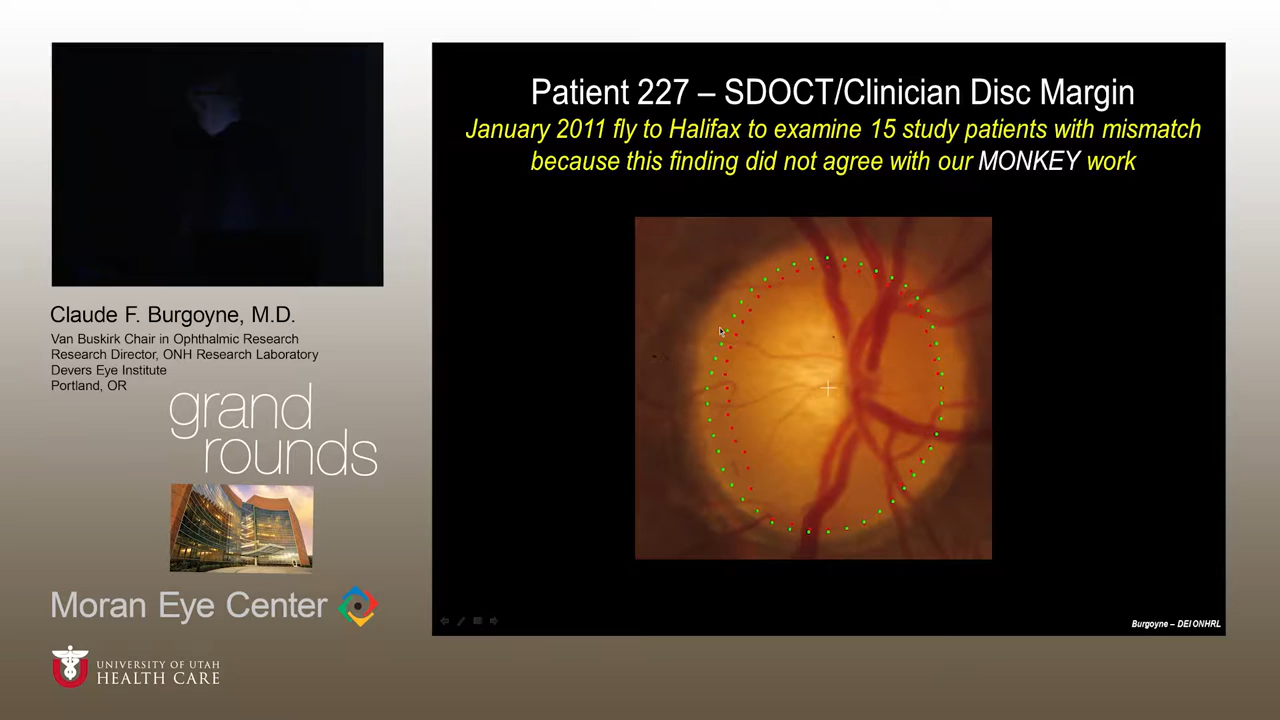 Patient 227 – SDOCT/Clinician Disc Margin
January 2011 fly to Halifax to examine 15 study patients with mismatch
because this finding did not agree with our MONKEY work
Burgoyne – DEI ONHRL
Claude F. Burgoyne, M.D.
Van Buskirk Chair in Ophthalmic Research
Research Director, ONH Research Laboratory
Devers Eye Institute
Portland, OR
grand
rounds
Moran Eye Center
UNIVERSITY OF UTAH
HEALTH CARE